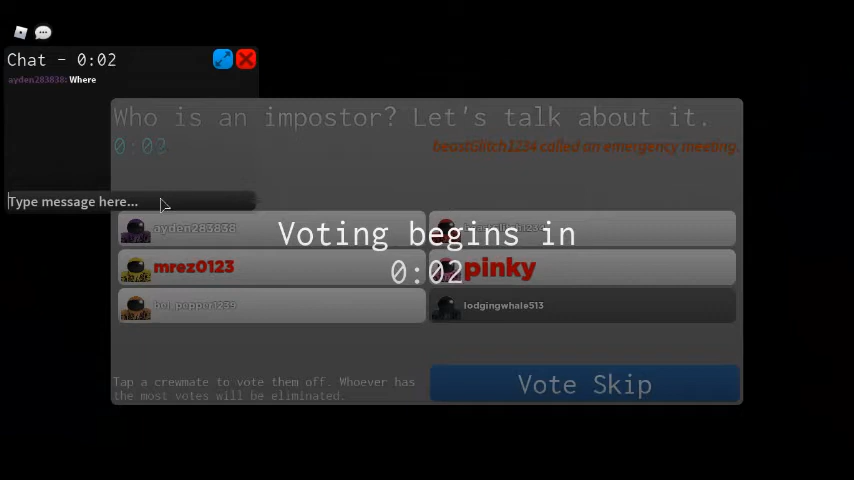 Chat - 0:02
ayden283838: Where
Type message here...
Who is an impostor? Let's talk about it.
0:02
beastGlitch1234 called an emergency meeting.
Voting begins in
0:02
ayden283838
mrez0123
pinky
bel_pepper1239
lodgingwhale513
Tap a crewmate to vote them off. Whoever has
the most votes will be eliminated.
Vote Skip